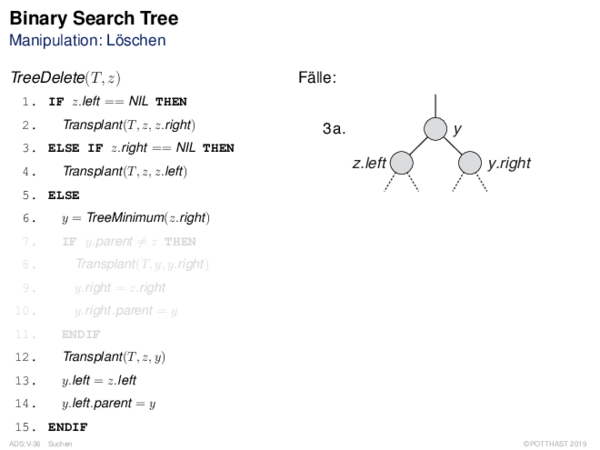 Binary Search Tree
Manipulation: Löschen
TreeDelete(T, z)
1. IF z.left == NIL THEN
2. Transplant(T, z, z.right)
3. ELSE IF z.right == NIL THEN
4. Transplant(T, z, z.left)
5. ELSE
6. y = TreeMinimum(z.right)
7. IF y.parent ≠ z THEN
8. Transplant(T, y, y.right)
9. y.right = z.right
10. y.right.parent = y
11. ENDIF
12. Transplant(T, z, y)
13. y.left = z.left
14. y.left.parent = y
15. ENDIF
Fälle:
3a.
y
z.left
y.right
ADS:V-36 Suchen
©POTTHAST 2019